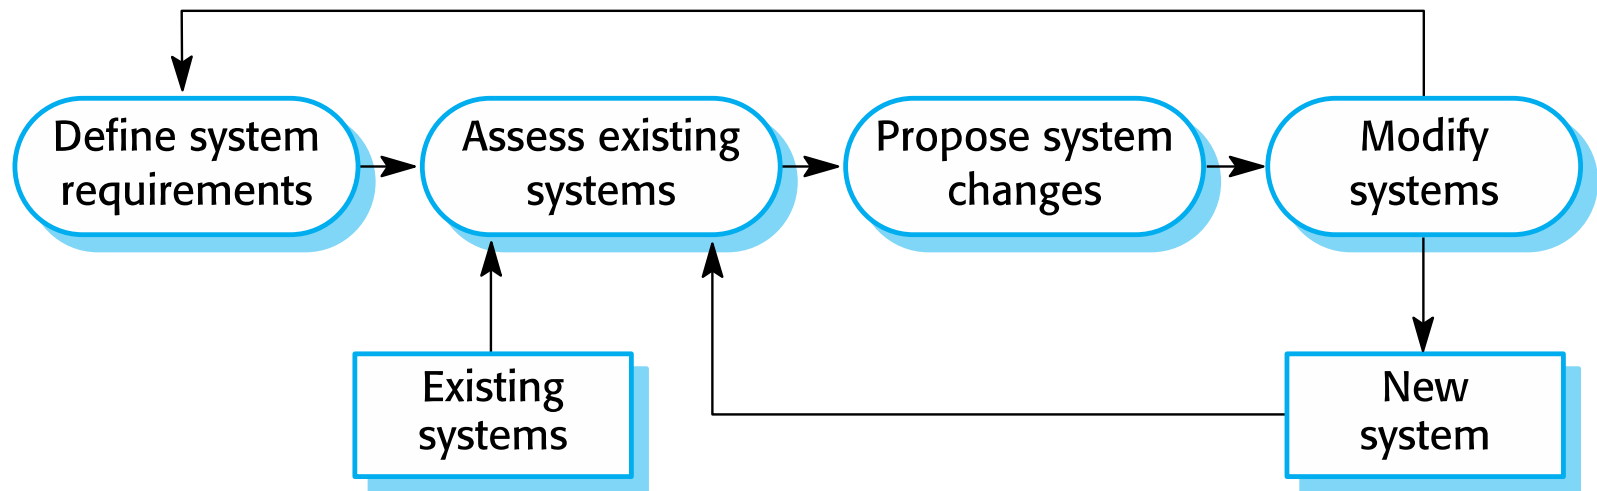 Define system
requirements
Assess existing
systems
Propose system
changes
Modify
systems
Existing
systems
New
system